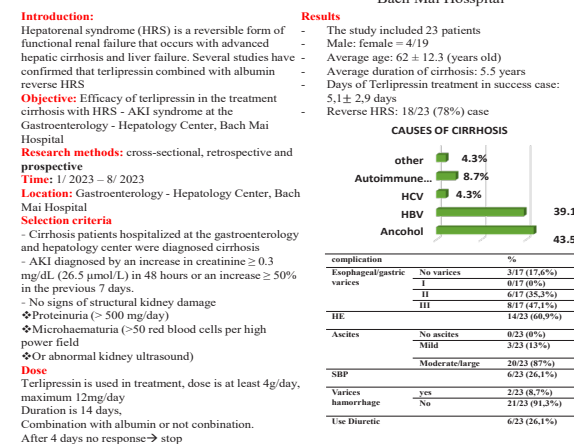 Bach Mai Hosspital
Introduction:
Hepatorenal syndrome (HRS) is a reversible form of
functional renal failure that occurs with advanced
hepatic cirrhosis and liver failure. Several studies have
confirmed that terlipressin combined with albumin
reverse HRS
Objective: Efficacy of terlipressin in the treatment
cirrhosis with HRS - AKI syndrome at the
Gastroenterology - Hepatology Center, Bach Mai
Hospital
Research methods: cross-sectional, retrospective and
prospective
Time: 1/ 2023 – 8/ 2023
Location: Gastroenterology - Hepatology Center, Bach
Mai Hospital
Selection criteria
- Cirrhosis patients hospitalized at the gastroenterology
and hepatology center were diagnosed cirrhosis
- AKI diagnosed by an increase in creatinine ≥ 0.3
mg/dL (26.5 μmol/L) in 48 hours or an increase ≥ 50%
in the previous 7 days.
- No signs of structural kidney damage
❖Proteinuria (> 500 mg/day)
❖Microhaematuria (>50 red blood cells per high
power field
❖Or abnormal kidney ultrasound)
Dose
Terlipressin is used in treatment, dose is at least 4g/day,
maximum 12mg/day
Duration is 14 days,
Combination with albumin or not conbination.
After 4 days no response→ stop
Results
- The study included 23 patients
- Male: female = 4/19
- Average age: 62 ± 12.3 (years old)
- Average duration of cirrhosis: 5.5 years
- Days of Terlipressin treatment in success case:
5,1± 2,9 days
- Reverse HRS: 18/23 (78%) case
CAUSES OF CIRRHOSIS
other 4.3%
Autoimmune... 8.7%
HCV 4.3%
HBV 39.1
Ancohol 43.5
complication %
Esophageal/gastric No varices 3/17 (17,6%)
varices I 0/17 (0%)
II 6/17 (35,3%)
III 8/17 (47,1%)
HE 14/23 (60,9%)
Ascites No ascites 0/23 (0%)
Mild 3/23 (13%)
Moderate/large 20/23 (87%)
SBP 6/23 (26,1%)
Varices yes 2/23 (8,7%)
hemorrhage No 21/23 (91,3%)
Use Diuretic 6/23 (26,1%)